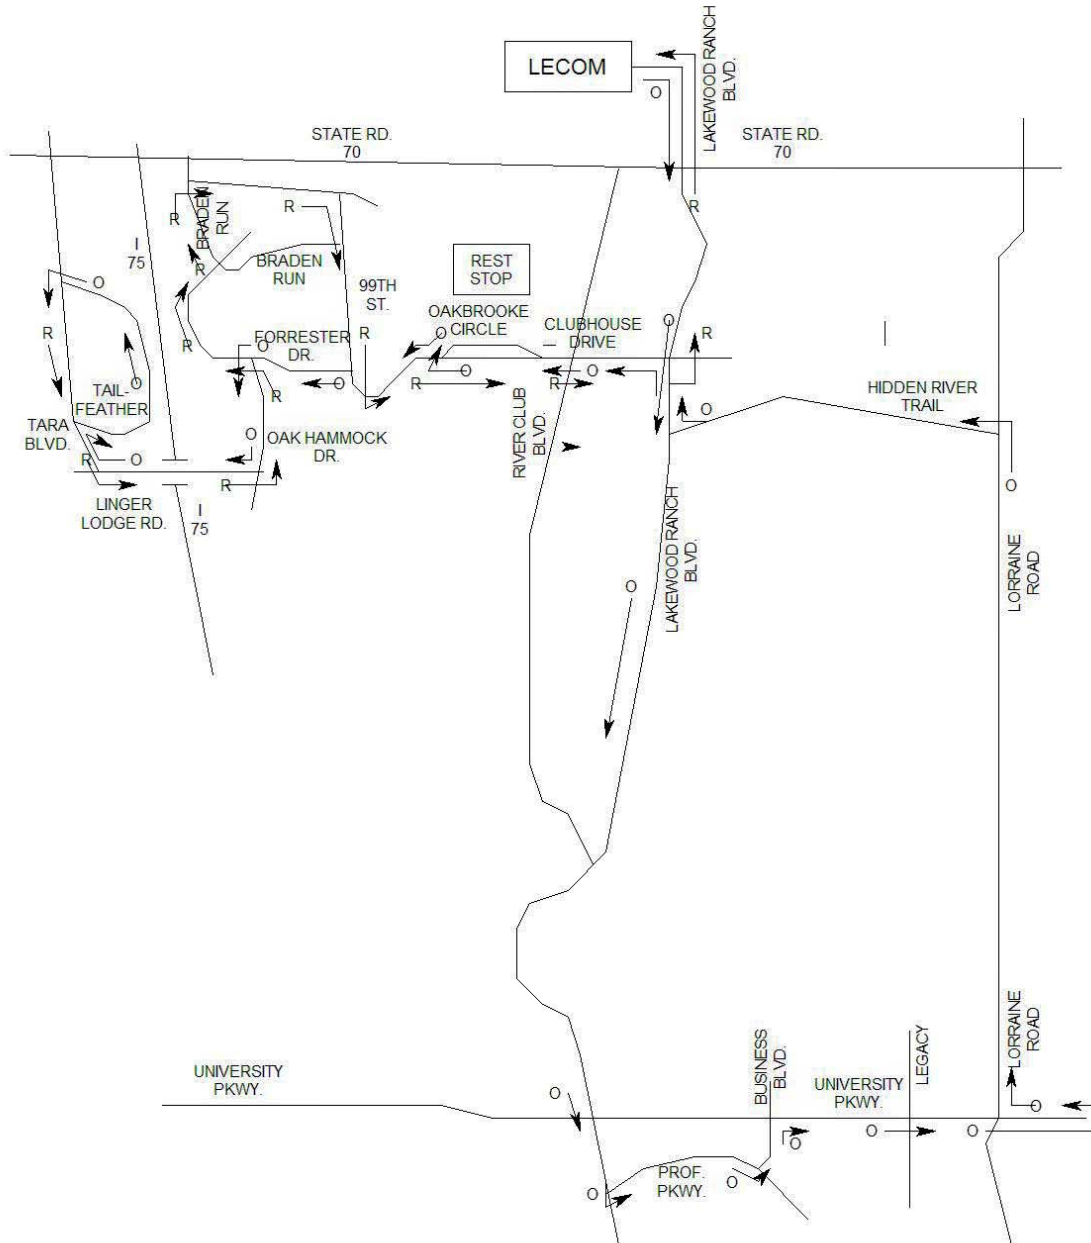 LECOM
LAKEWOOD RANCH
BLVD.
O
STATE RD.
70
STATE RD.
70
R
BRADEN
RUN
R
R
I
75
O
R
BRADEN
RUN
99TH
ST.
REST
STOP
OAKBROOKE
CIRCLE
O
CLUBHOUSE
DRIVE
O
R
R
R
FORRESTER
DR.
O
R
O
R
O
R
O
R
TAIL-
FEATHER
O
HIDDEN RIVER
TRAIL
O
TARA
BLVD.
R
O
O
OAK HAMMOCK
DR.
RIVER CLUB
BLVD.
R
O
LINGER
LODGE RD.
I
75
LAKEWOOD RANCH
BLVD.
O
LORRAINE
ROAD
LORRAINE
ROAD
UNIVERSITY
PKWY.
O
BUSINESS
BLVD.
UNIVERSITY
PKWY.
LEGACY
O
O
O
O
PROF.
PKWY.
O
O